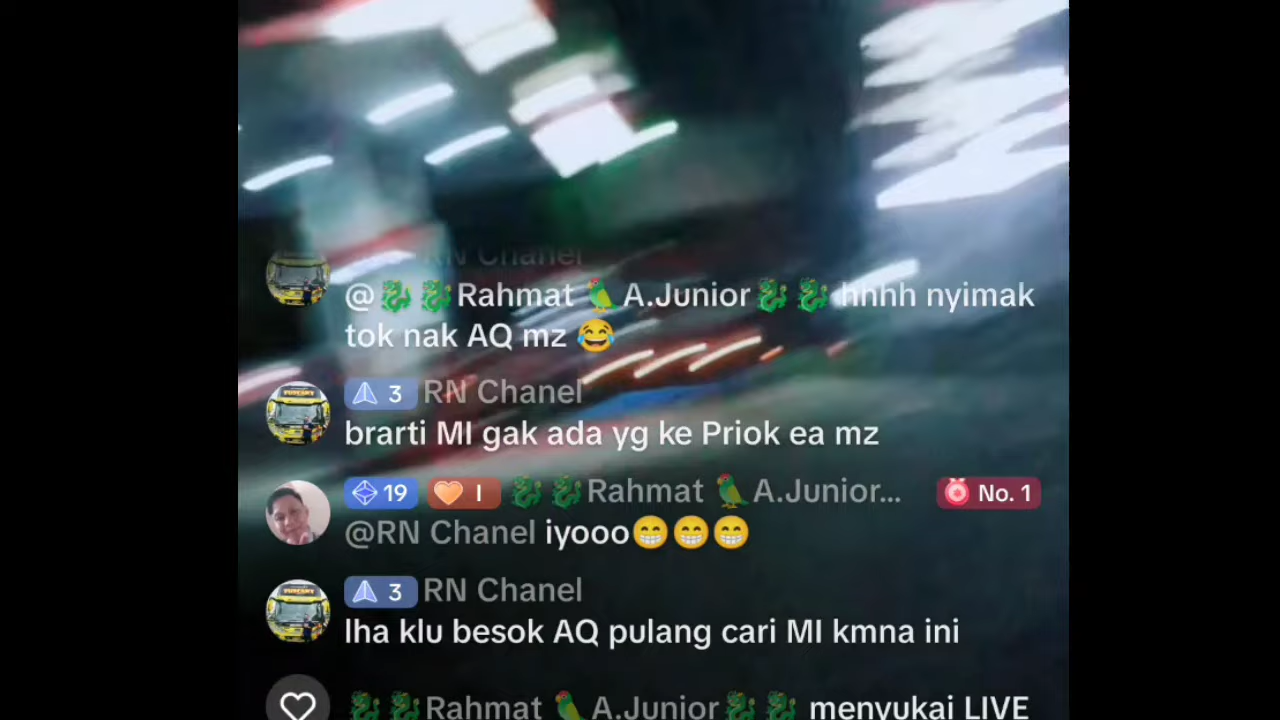 RN Chanel
@🐉🐉Rahmat 🦜A.Junior🐉🐉 hhhh nyimak
tok nak AQ mz 😂
3 RN Chanel
brarti MI gak ada yg ke Priok ea mz
19 🧡 I 🐉🐉Rahmat 🦜A.Junior... No. 1
@RN Chanel iyooo😁😁😁
3 RN Chanel
lha klu besok AQ pulang cari MI kmna ini
🐉🐉Rahmat 🦜A.Junior🐉🐉 menyukai LIVE